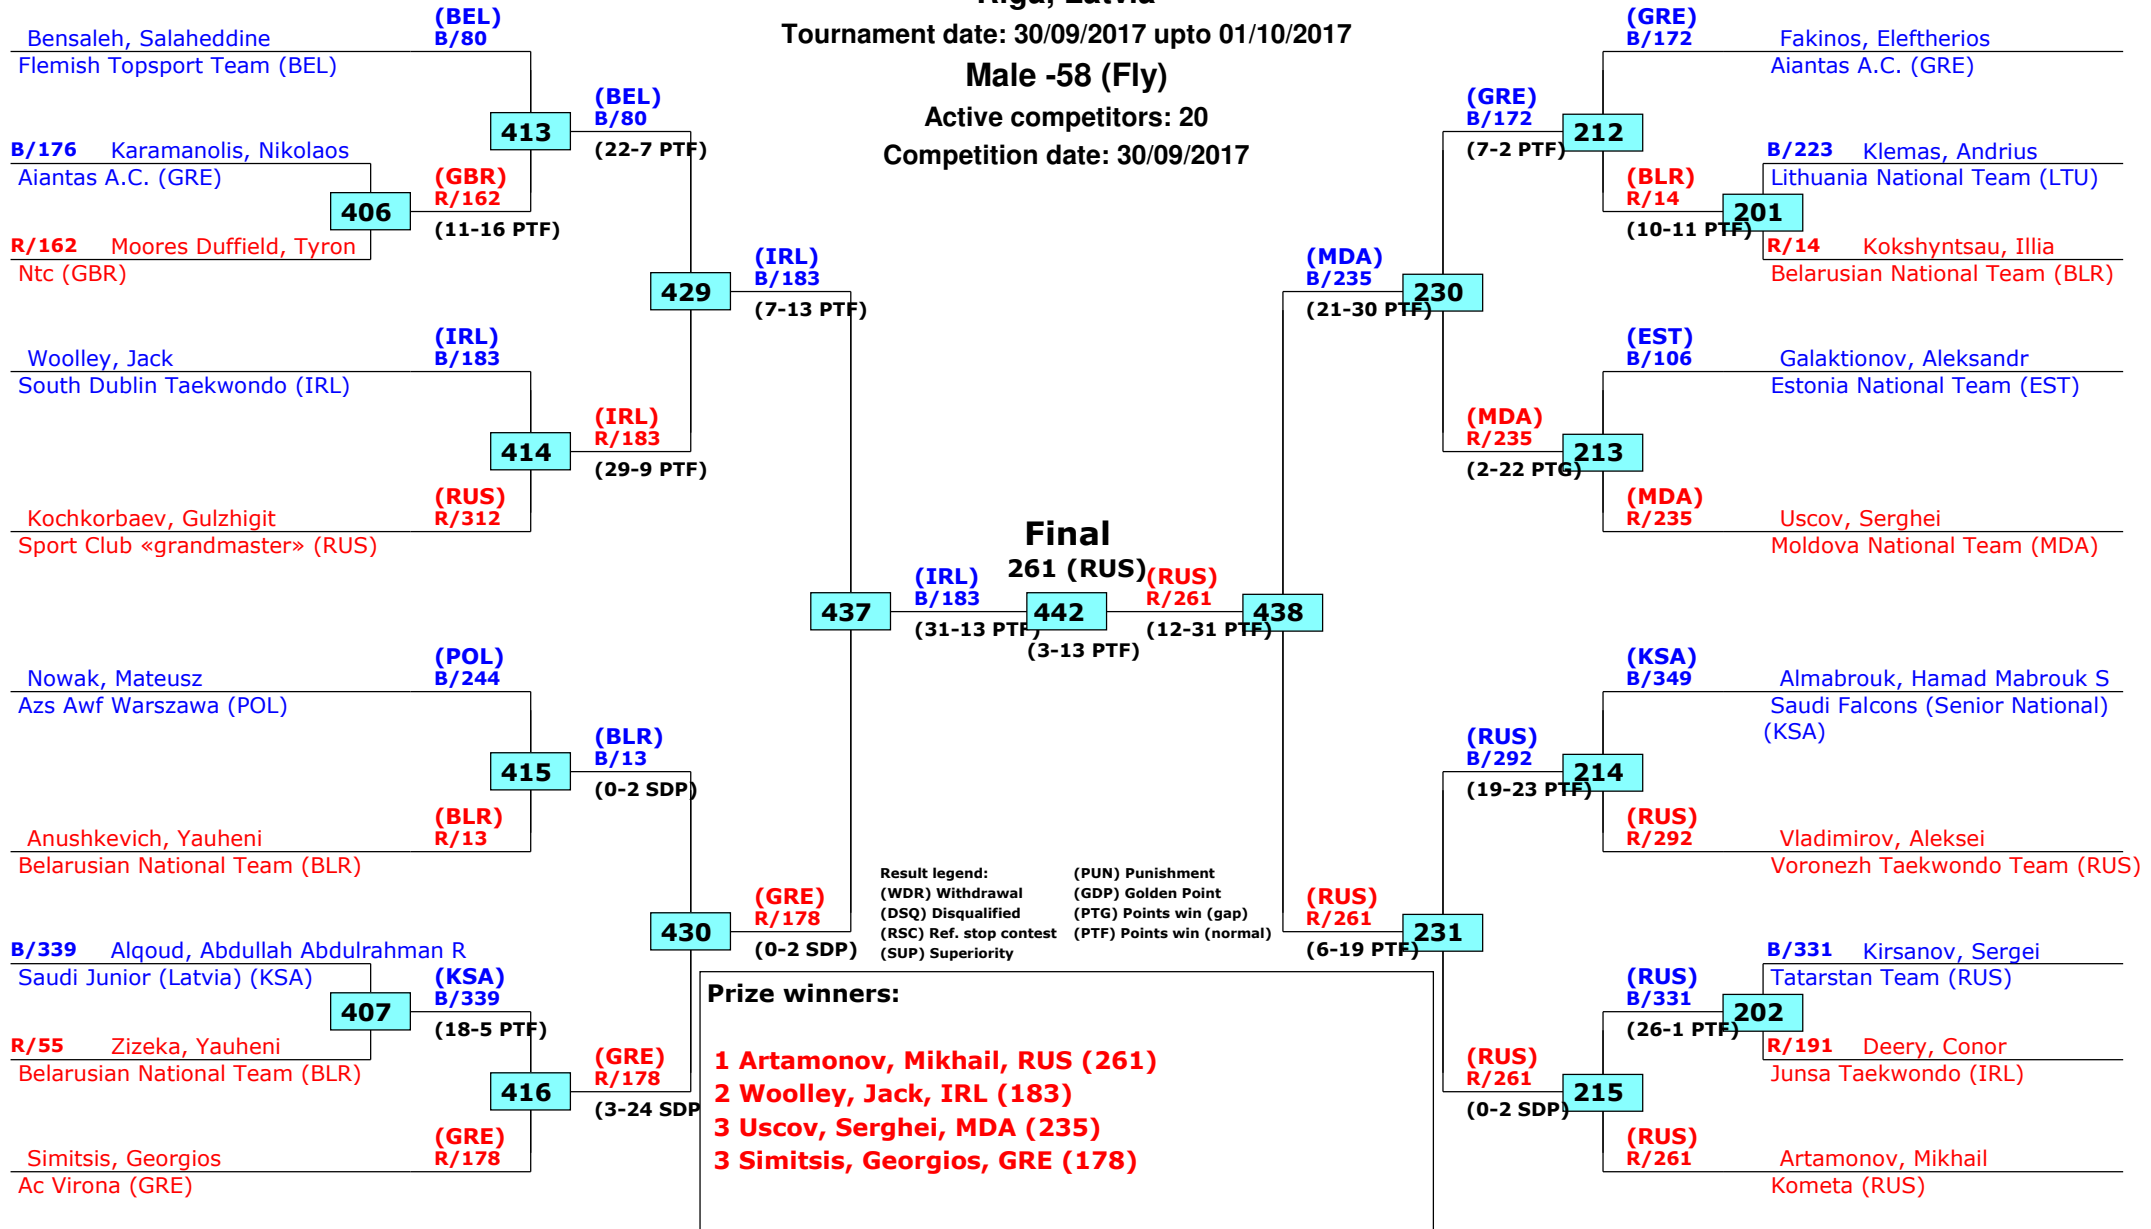 Tournament date: 30/09/2017 upto 01/10/2017
Male -58 (Fly)
Active competitors: 20
Competition date: 30/09/2017
Bensaleh, Salaheddine
(BEL)
B/80
Flemish Topsport Team (BEL)
413
(BEL)
B/80
(22-7 PTF)
B/176 Karamanolis, Nikolaos
Aiantas A.C. (GRE)
406
(GBR)
R/162
(11-16 PTF)
R/162 Moores Duffield, Tyron
Ntc (GBR)
429
(IRL)
B/183
(7-13 PTF)
Woolley, Jack
(IRL)
B/183
South Dublin Taekwondo (IRL)
414
(IRL)
R/183
(29-9 PTF)
Kochkorbaev, Gulzhigit
(RUS)
R/312
Sport Club «grandmaster» (RUS)
437
(IRL)
B/183
(31-13 PTF)
Final
261 (RUS)
442
(3-13 PTF)
(RUS)
R/261
(12-31 PTF)
438
Nowak, Mateusz
(POL)
B/244
Azs Awf Warszawa (POL)
415
(BLR)
B/13
(0-2 SDP)
Anushkevich, Yauheni
(BLR)
R/13
Belarusian National Team (BLR)
430
(GRE)
R/178
(0-2 SDP)
B/339 Alqoud, Abdullah Abdulrahman R
Saudi Junior (Latvia) (KSA)
407
(KSA)
B/339
(18-5 PTF)
R/55 Zizeka, Yauheni
Belarusian National Team (BLR)
416
(GRE)
R/178
(3-24 SDP
Simitsis, Georgios
(GRE)
R/178
Ac Virona (GRE)
(GRE)
B/172
Fakinos, Eleftherios
Aiantas A.C. (GRE)
(GRE)
B/172
(7-2 PTF)
212
B/223 Klemas, Andrius
Lithuania National Team (LTU)
(BLR)
R/14
(10-11 PTF)
201
R/14 Kokshyntsau, Illia
Belarusian National Team (BLR)
(MDA)
B/235
(21-30 PTF)
230
(EST)
B/106
Galaktionov, Aleksandr
Estonia National Team (EST)
(MDA)
R/235
(2-22 PTG)
213
(MDA)
R/235
Uscov, Serghei
Moldova National Team (MDA)
(KSA)
B/349
Almabrouk, Hamad Mabrouk S
Saudi Falcons (Senior National)
(KSA)
(RUS)
B/292
(19-23 PTF)
214
(RUS)
R/292
Vladimirov, Aleksei
Voronezh Taekwondo Team (RUS)
(RUS)
R/261
(6-19 PTF)
231
B/331 Kirsanov, Sergei
Tatarstan Team (RUS)
(RUS)
B/331
(26-1 PTF)
202
R/191 Deery, Conor
Junsa Taekwondo (IRL)
(RUS)
R/261
(0-2 SDP)
215
(RUS)
R/261
Artamonov, Mikhail
Kometa (RUS)
Result legend:
(WDR) Withdrawal
(DSQ) Disqualified
(RSC) Ref. stop contest
(SUP) Superiority
(PUN) Punishment
(GDP) Golden Point
(PTG) Points win (gap)
(PTF) Points win (normal)
Prize winners:
1 Artamonov, Mikhail, RUS (261)
2 Woolley, Jack, IRL (183)
3 Uscov, Serghei, MDA (235)
3 Simitsis, Georgios, GRE (178)